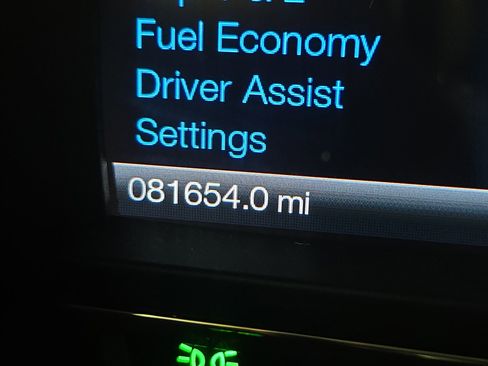 Fuel Economy
Driver Assist
Settings
081654.0 mi